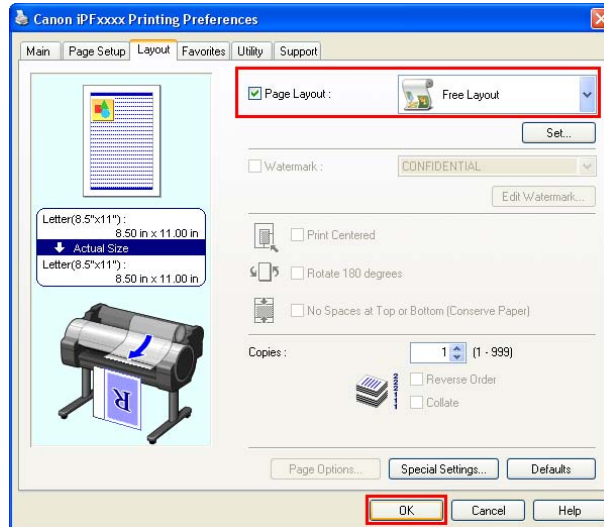 Canon iPFxxxx Printing Preferences
Main Page Setup Layout Favorites Utility Support
Page Layout : Free Layout
Set...
Watermark : CONFIDENTIAL
Edit Watermark...
Letter(8.5"x11") :
8.50 in x 11.00 in
Actual Size
Letter(8.5"x11") :
8.50 in x 11.00 in
Print Centered
Rotate 180 degrees
No Spaces at Top or Bottom (Conserve Paper)
Copies : 1 (1 - 999)
Reverse Order
Collate
R
Page Options... Special Settings... Defaults
OK Cancel Help